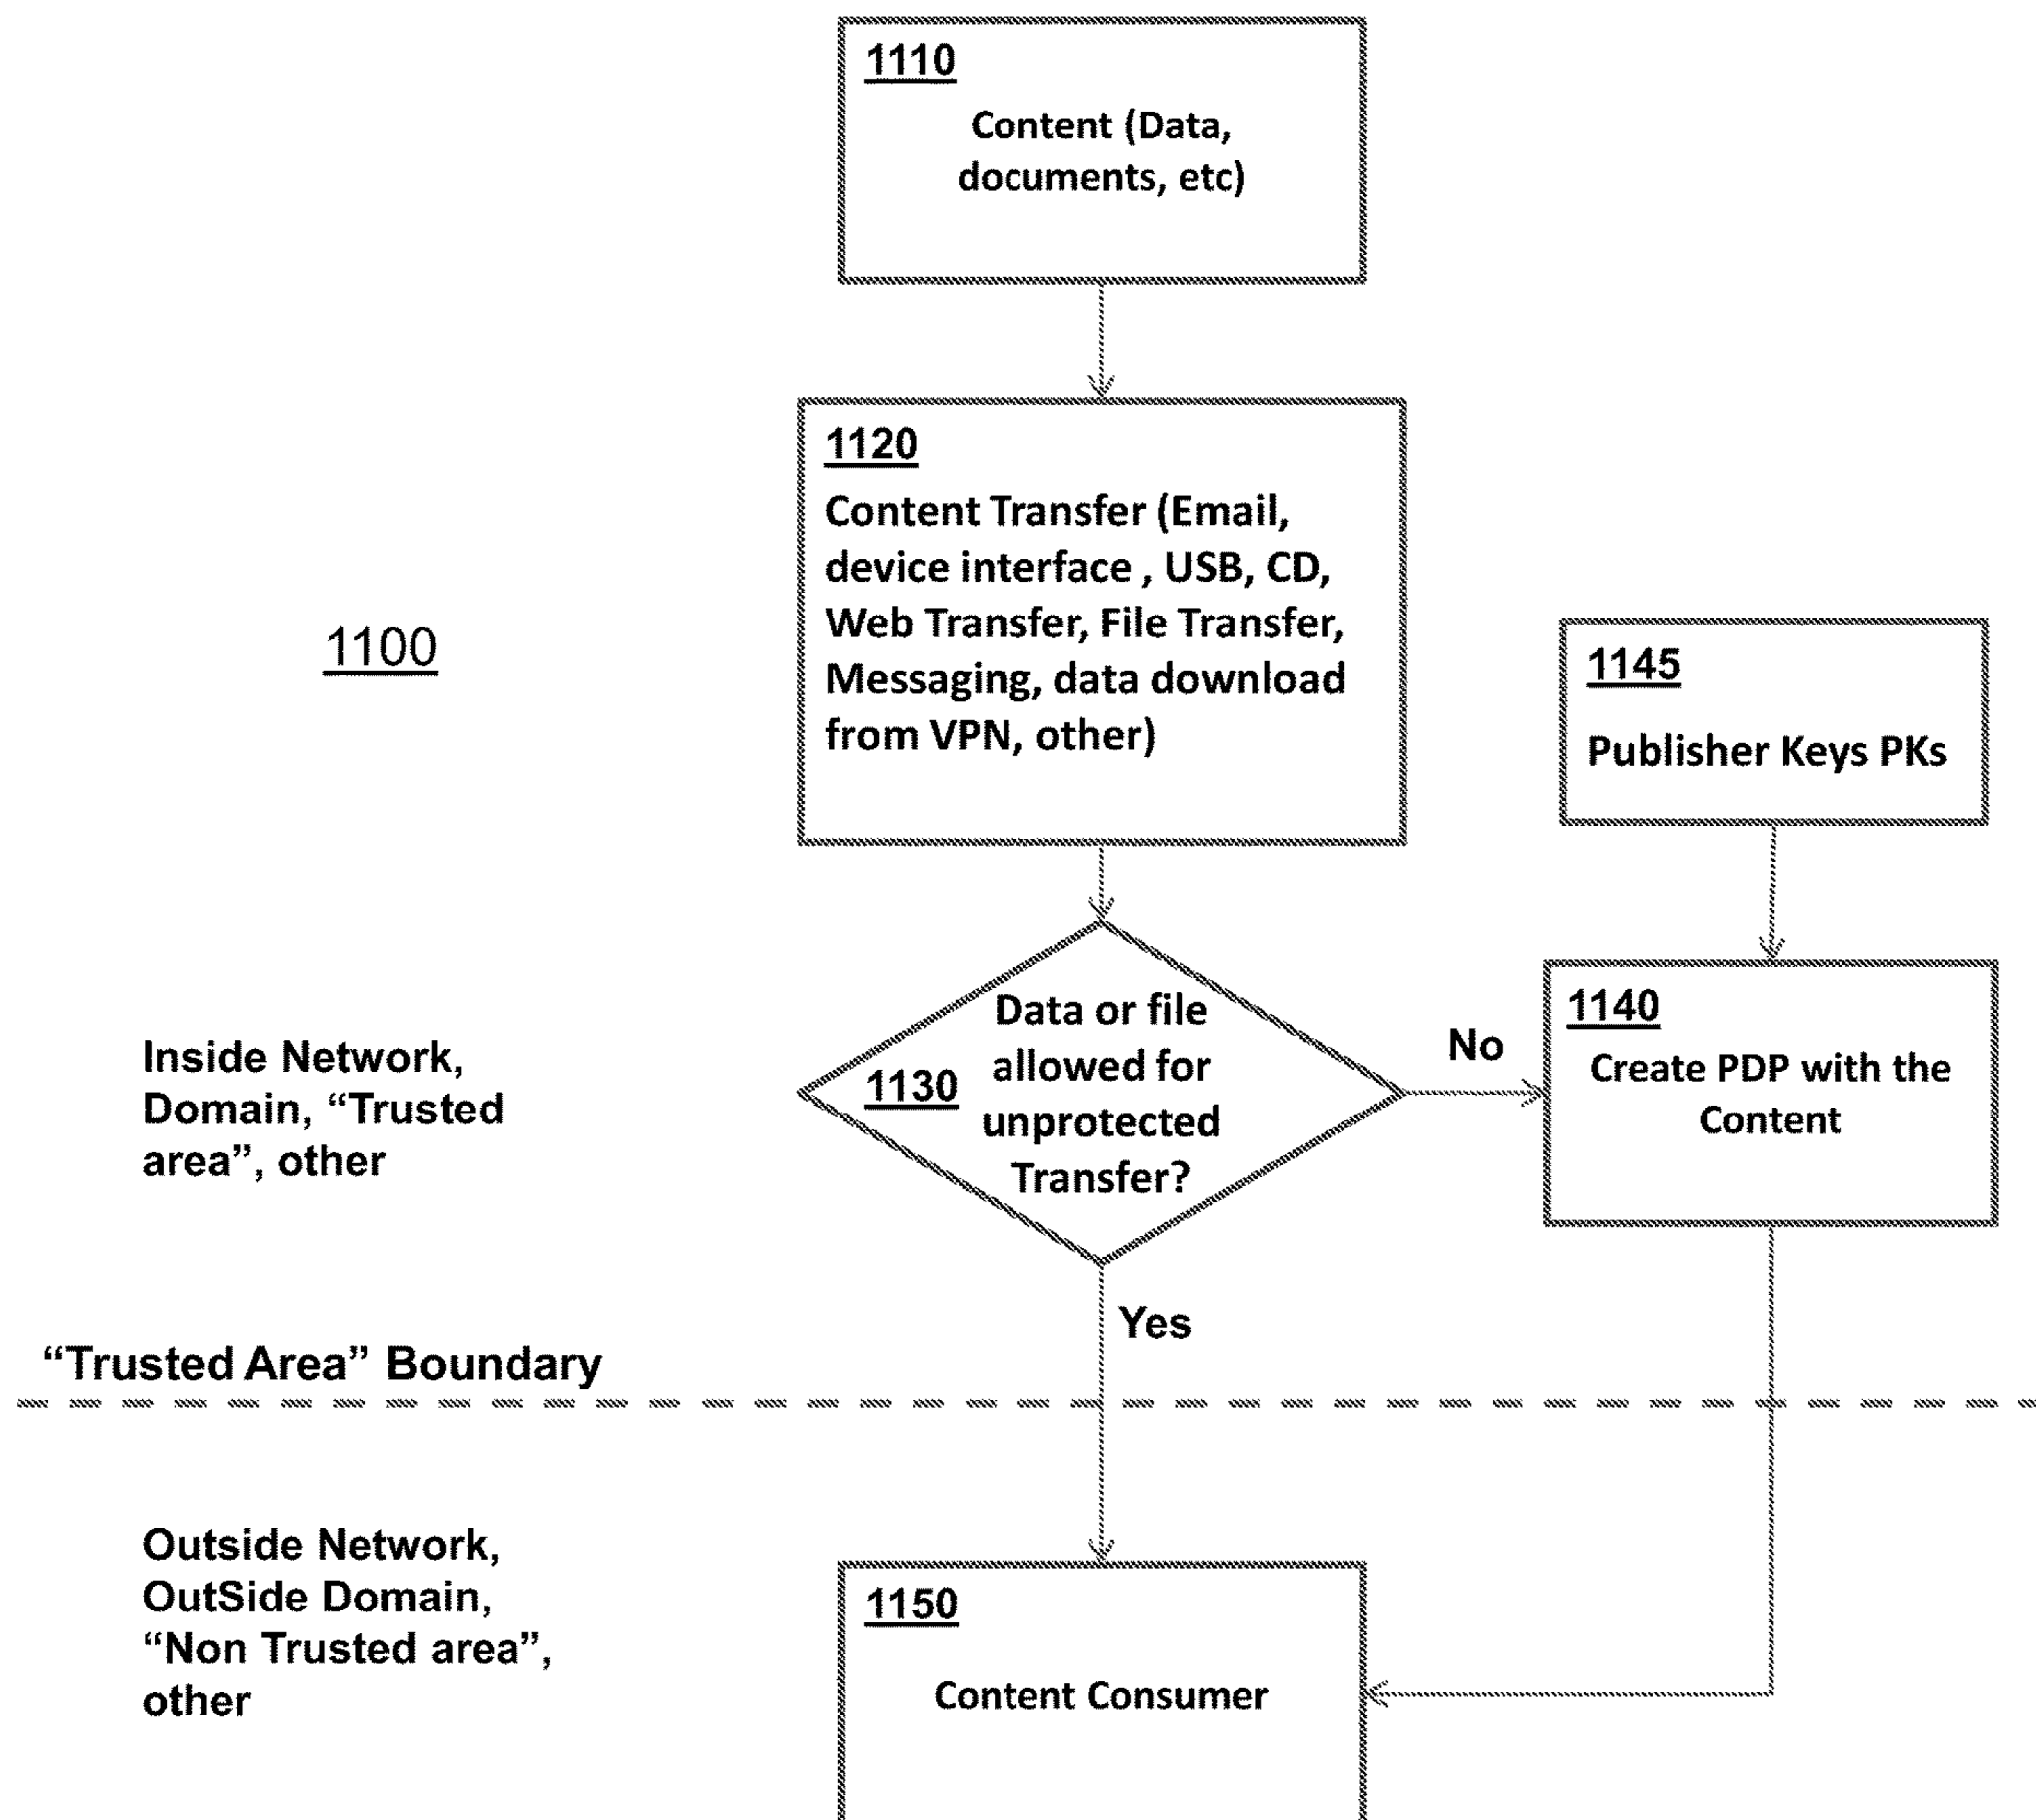 1110
Content (Data,
documents, etc)
1120
Content Transfer (Email,
device interface , USB, CD,
Web Transfer, File Transfer,
Messaging, data download
from VPN, other)
1100
1145
Publisher Keys PKs
1130
Data or file
allowed for
unprotected
Transfer?
No
1140
Create PDP with the
Content
Inside Network,
Domain, “Trusted
area”, other
Yes
“Trusted Area” Boundary
Outside Network,
OutSide Domain,
“Non Trusted area”,
other
1150
Content Consumer